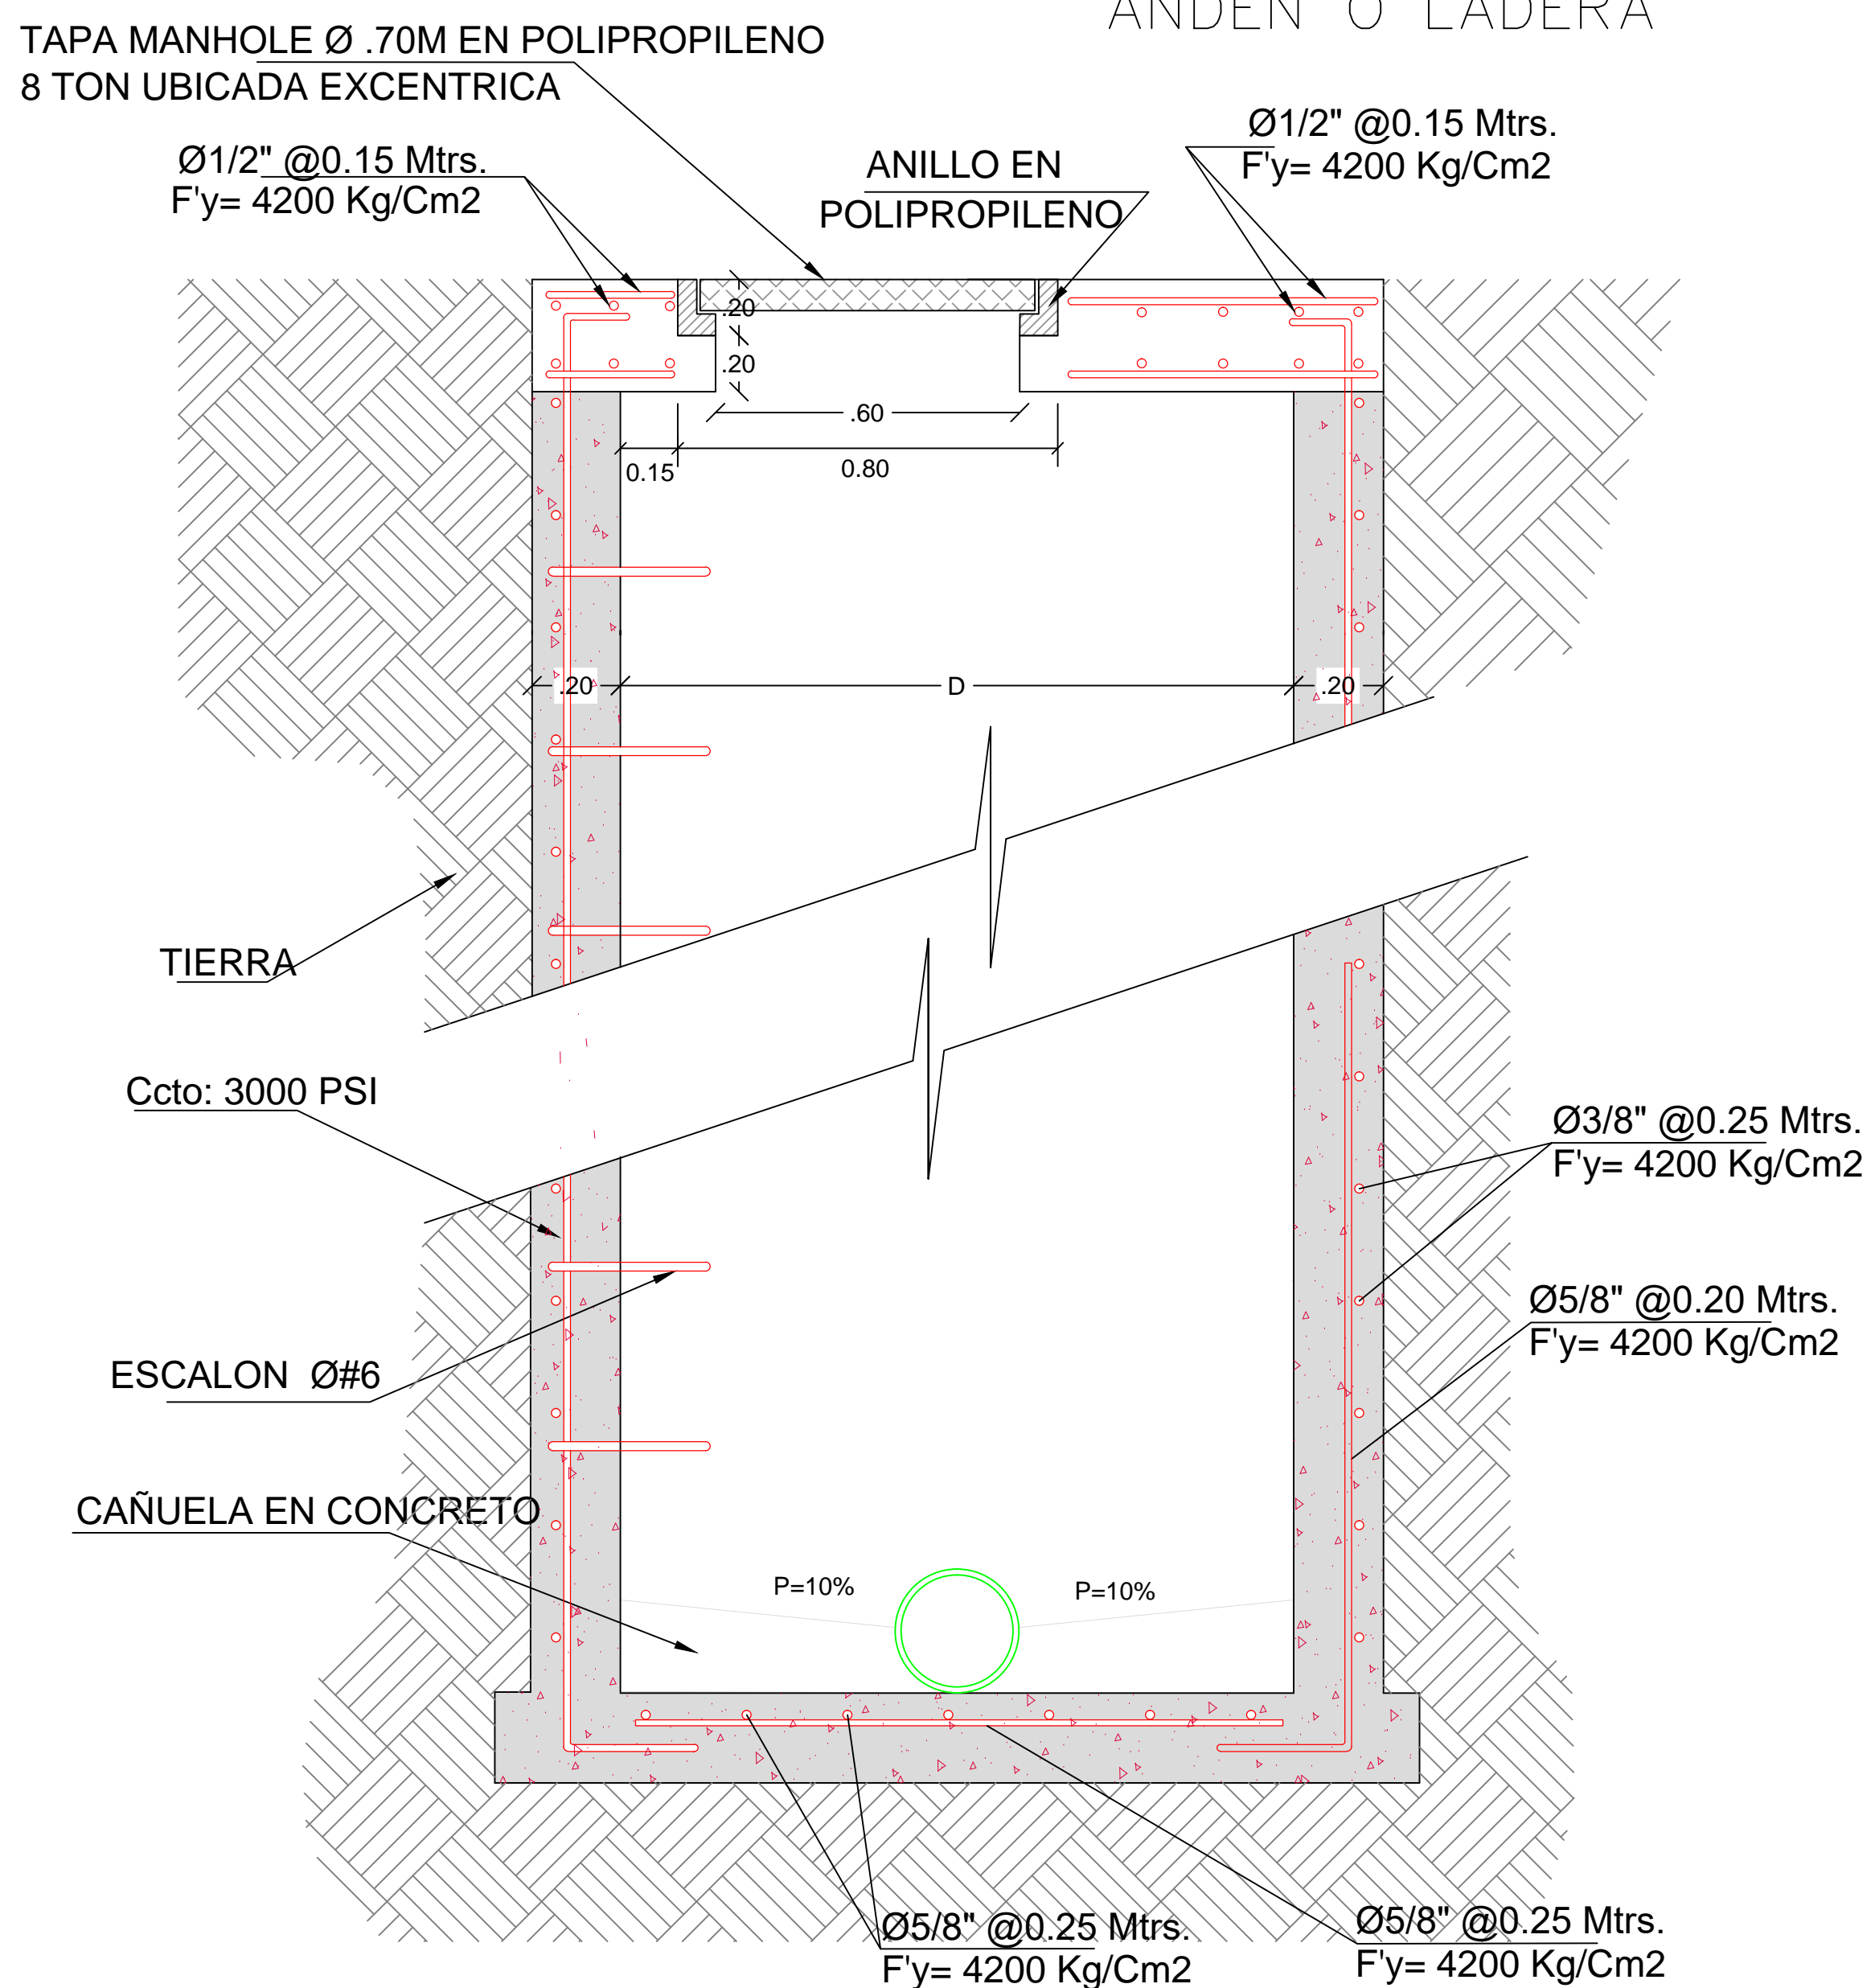 ANDEN O LADERA
TAPA MANHOLE Ø .70M EN POLIPROPILENO
8 TON UBICADA EXCENTRICA
Ø1/2" @0.15 Mtrs.
F'y= 4200 Kg/Cm2
ANILLO EN
POLIPROPILENO
Ø1/2" @0.15 Mtrs.
F'y= 4200 Kg/Cm2
.20
.20
.60
0.15
0.80
.20
D
.20
TIERRA
Ccto: 3000 PSI
Ø3/8" @0.25 Mtrs.
F'y= 4200 Kg/Cm2
Ø5/8" @0.20 Mtrs.
F'y= 4200 Kg/Cm2
ESCALON Ø#6
CAÑUELA EN CONCRETO
P=10%
P=10%
Ø5/8" @0.25 Mtrs.
F'y= 4200 Kg/Cm2
Ø5/8" @0.25 Mtrs.
F'y= 4200 Kg/Cm2